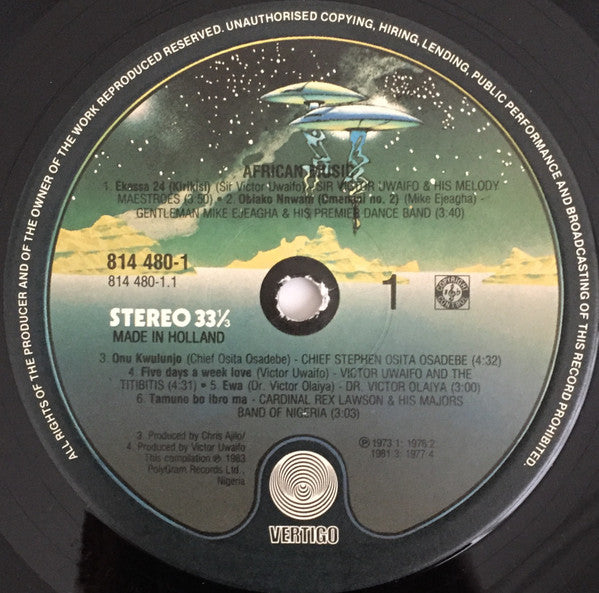 ALL RIGHTS OF THE PRODUCER AND OF THE OWNER OF THE WORK REPRODUCED RESERVED. UNAUTHORISED COPYING, HIRING, LENDING, PUBLIC PERFORMANCE AND BROADCASTING OF THIS RECORD PROHIBITED.
AFRICAN MUSIC
1. Ekassa 24 (Kirikisi) (Sir Victor Uwaifo) - SIR VICTOR UWAIFO & HIS MELODY
MAESTROES (3:50) • 2. Obiako Nnwam (Omenani no. 2) (Mike Ejeagha) -
GENTLEMAN MIKE EJEAGHA & HIS PREMIER DANCE BAND (3:40)
814 480-1
814 480-1.1
1
COPYRIGHT
CONTROL
STEREO 33⅓
MADE IN HOLLAND
3. Onu Kwulunjo (Chief Osita Osadebe) - CHIEF STEPHEN OSITA OSADEBE (4:32)
4. Five days a week love (Victor Uwaifo) - VICTOR UWAIFO AND THE
TITIBITIS (4:31) • 5. Ewa (Dr. Victor Olaiya) - DR. VICTOR OLAIYA (3:00)
6. Tamuno bo ibro ma - CARDINAL REX LAWSON & HIS MAJORS
BAND OF NIGERIA (3:03)
3. Produced by Chris Ajilo/
4. Produced by Victor Uwaifo
This compilation ℗ 1983
PolyGram Records Ltd.,
Nigeria
℗ 1973:1; 1976:2
1981:3; 1977:4
VERTIGO